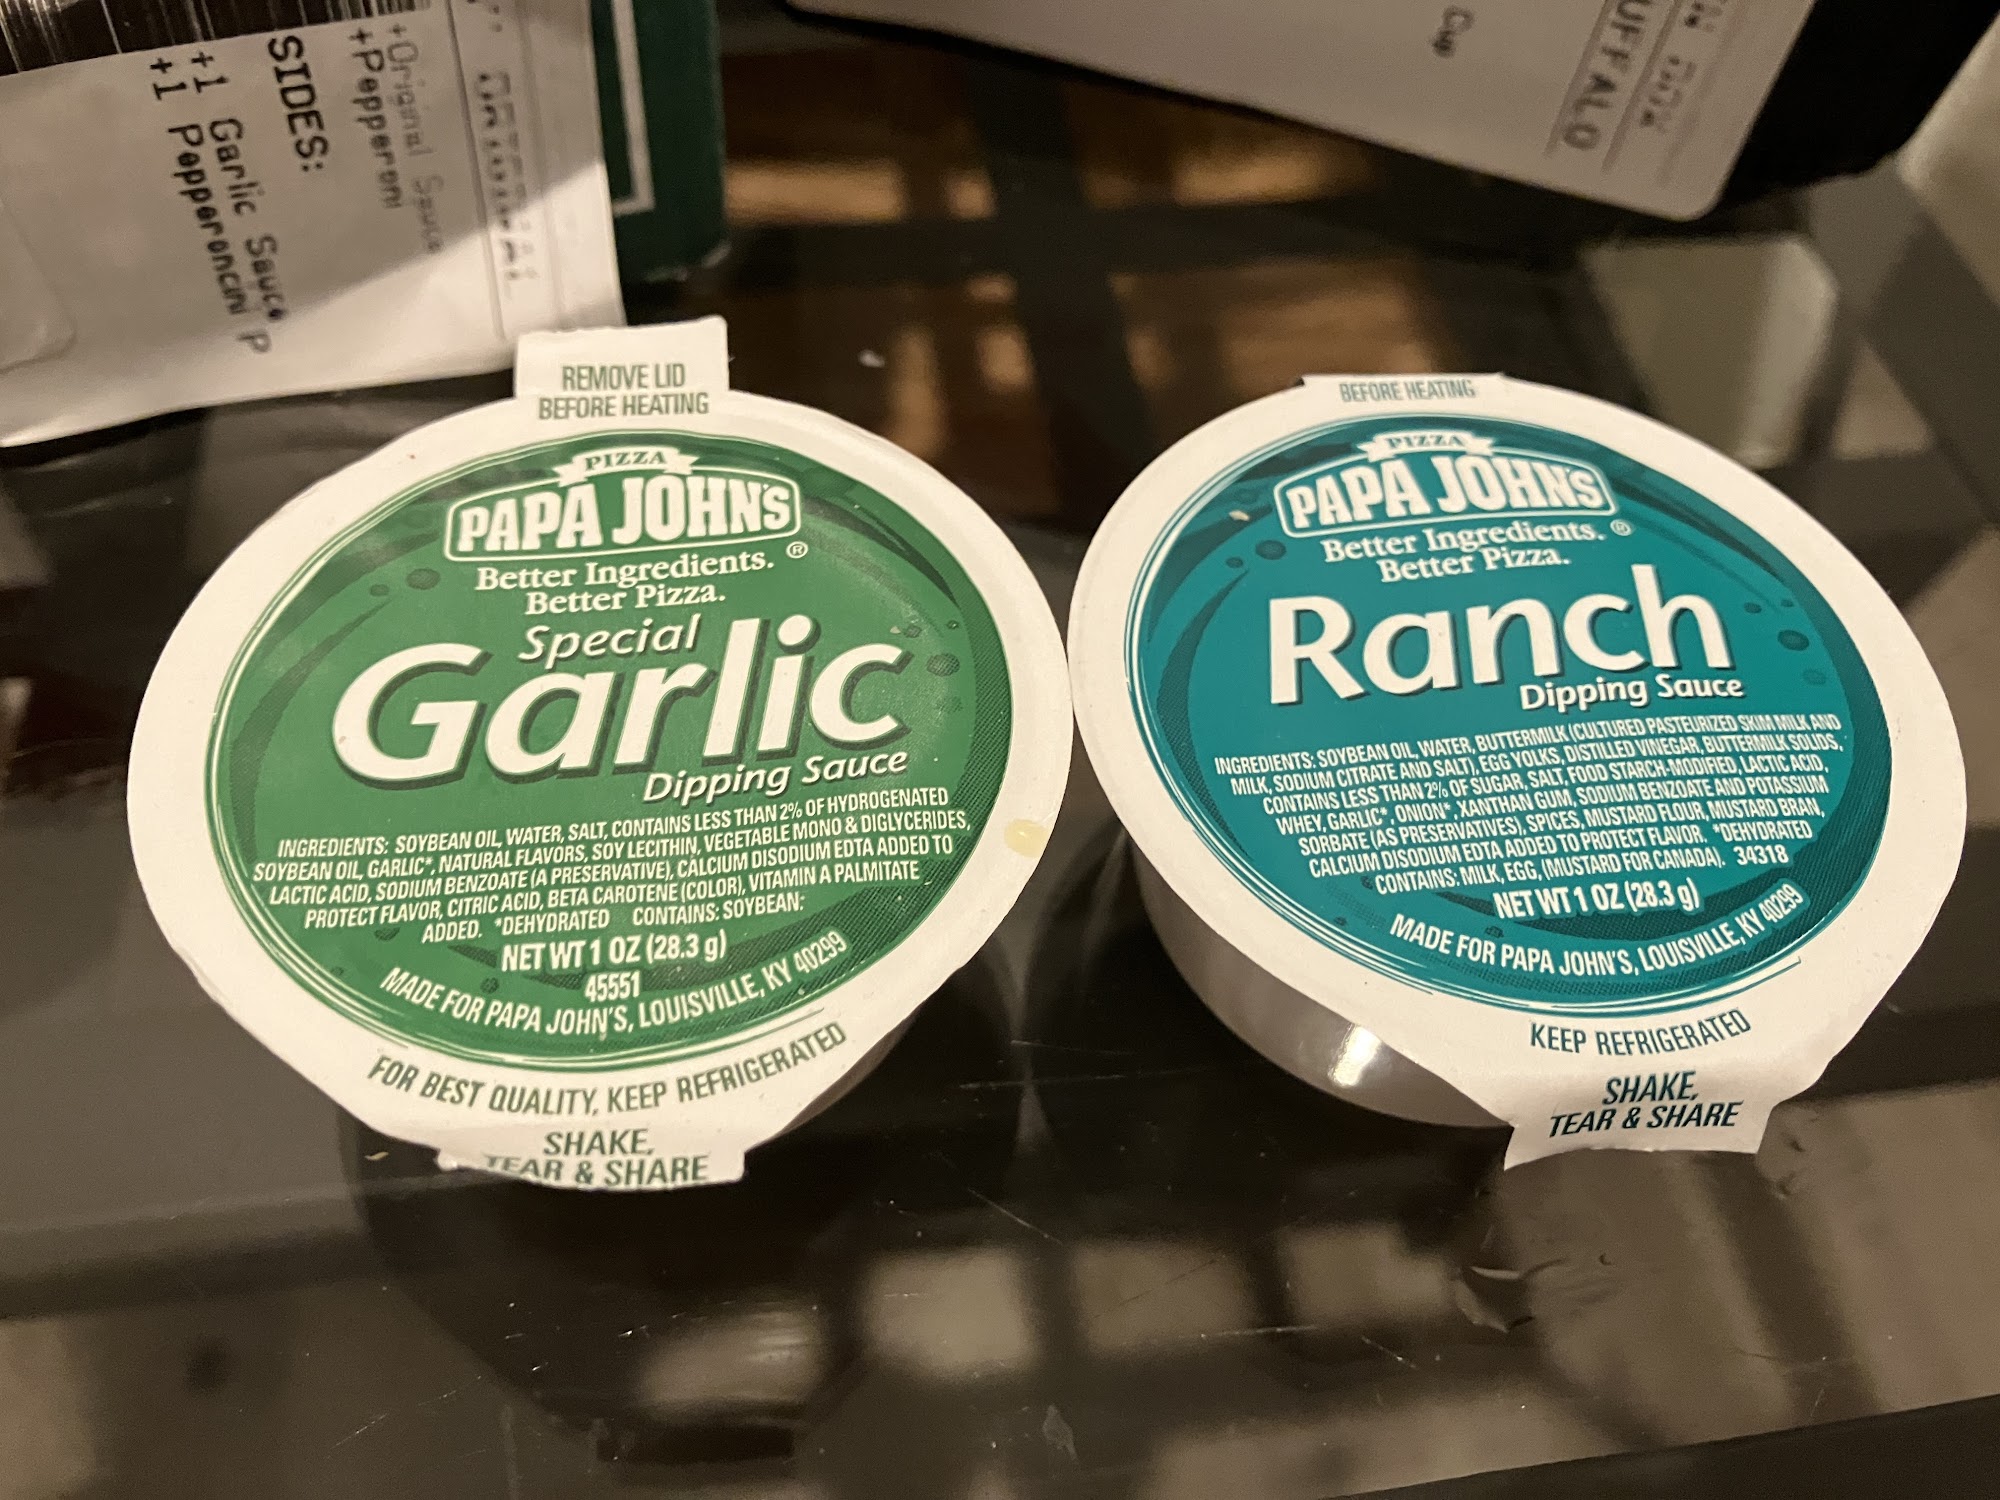 +Original Sauce
+Pepperoni
SIDES:
+1 Garlic Sauce
+1 Pepperoncini P
Cup
BUFFALO
REMOVE LID
BEFORE HEATING
PIZZA
PAPA JOHN'S
®
Better Ingredients.
Better Pizza.
Special
Garlic
Dipping Sauce
INGREDIENTS: SOYBEAN OIL, WATER, SALT, CONTAINS LESS THAN 2% OF HYDROGENATED
SOYBEAN OIL, GARLIC*, NATURAL FLAVORS, SOY LECITHIN, VEGETABLE MONO & DIGLYCERIDES,
LACTIC ACID, SODIUM BENZOATE (A PRESERVATIVE), CALCIUM DISODIUM EDTA ADDED TO
PROTECT FLAVOR, CITRIC ACID, BETA CAROTENE (COLOR), VITAMIN A PALMITATE
ADDED. *DEHYDRATED CONTAINS: SOYBEAN:
NET WT 1 OZ (28.3 g)
45551
MADE FOR PAPA JOHN'S, LOUISVILLE, KY 40299
FOR BEST QUALITY, KEEP REFRIGERATED
SHAKE,
TEAR & SHARE
BEFORE HEATING
PIZZA
PAPA JOHN'S
Better Ingredients. ®
Better Pizza.
Ranch
Dipping Sauce
INGREDIENTS: SOYBEAN OIL, WATER, BUTTERMILK (CULTURED PASTEURIZED SKIM MILK AND
MILK, SODIUM CITRATE AND SALT), EGG YOLKS, DISTILLED VINEGAR, BUTTERMILK SOLIDS,
CONTAINS LESS THAN 2% OF SUGAR, SALT, FOOD STARCH-MODIFIED, LACTIC ACID,
WHEY, GARLIC*, ONION*, XANTHAN GUM, SODIUM BENZOATE AND POTASSIUM
SORBATE (AS PRESERVATIVES), SPICES, MUSTARD FLOUR, MUSTARD BRAN,
CALCIUM DISODIUM EDTA ADDED TO PROTECT FLAVOR. *DEHYDRATED
CONTAINS: MILK, EGG, (MUSTARD FOR CANADA). 34318
NET WT 1 OZ (28.3 g)
MADE FOR PAPA JOHN'S, LOUISVILLE, KY 40299
KEEP REFRIGERATED
SHAKE,
TEAR & SHARE